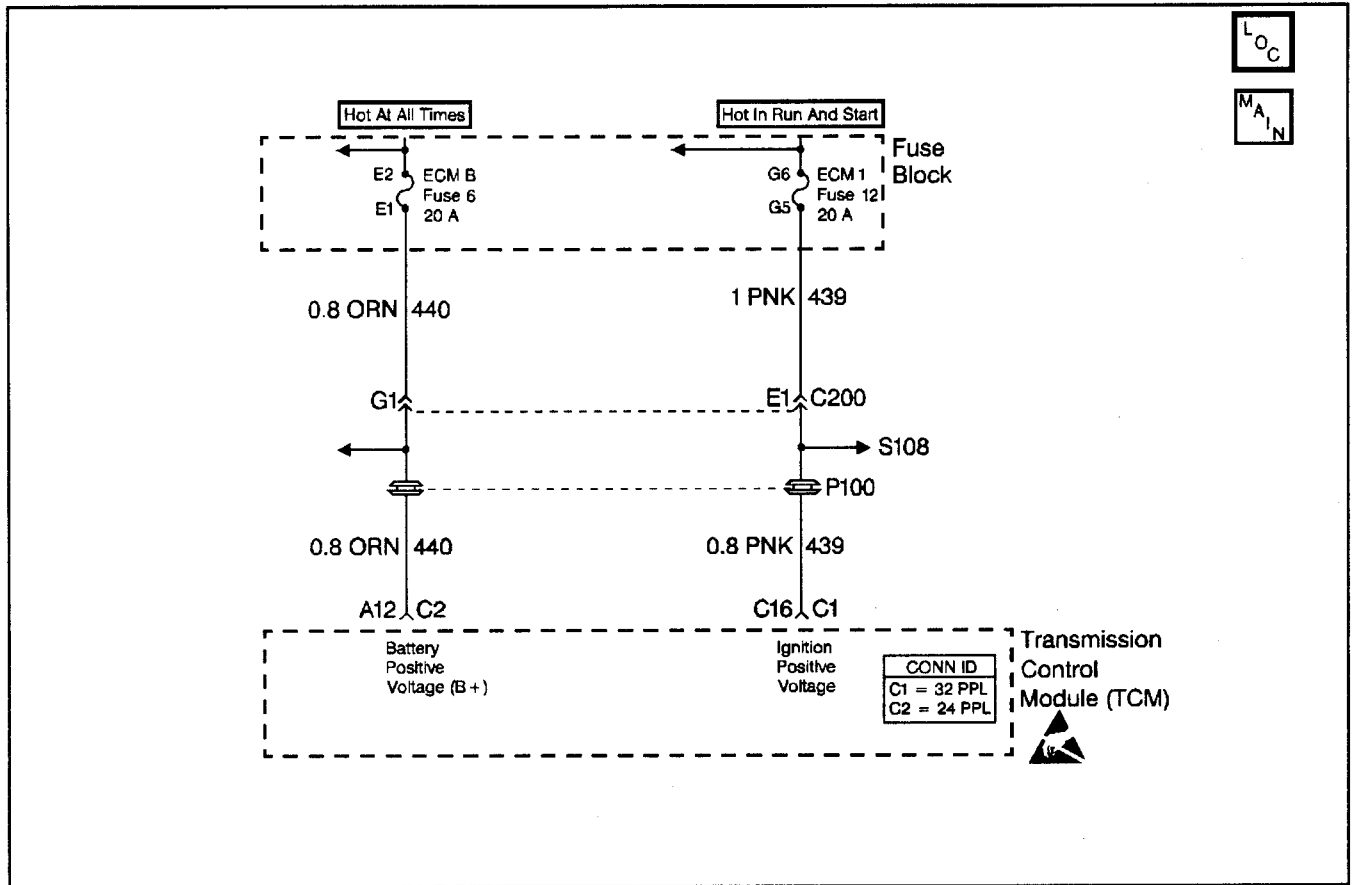 LOC
MAIN
Hot At All Times
Hot In Run And Start
Fuse
Block
E2
ECM B
Fuse 6
20 A
E1
G6
ECM 1
Fuse 12
20 A
G5
0.8 ORN 440
1 PNK 439
G1
E1 C200
S108
P100
0.8 ORN 440
0.8 PNK 439
A12 C2
C16 C1
Battery
Positive
Voltage (B+)
Ignition
Positive
Voltage
CONN ID
C1 = 32 PPL
C2 = 24 PPL
Transmission
Control
Module (TCM)